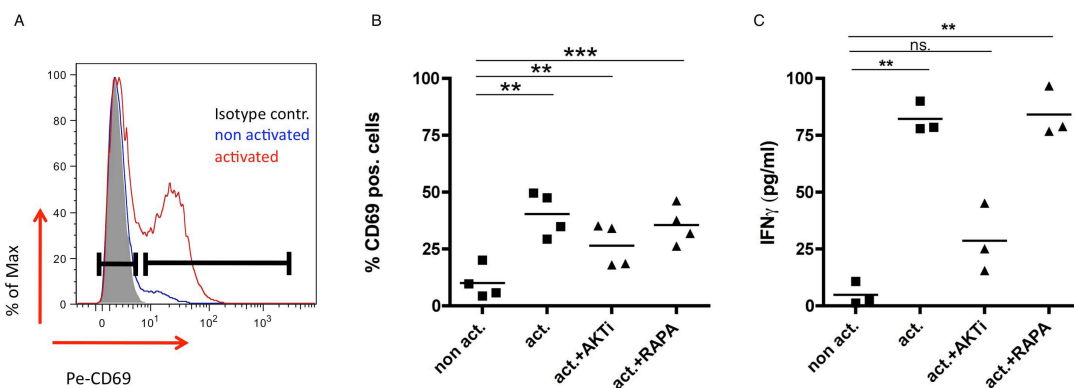 A
% of Max
100
80
60
40
20
0
Isotype contr.
non activated
activated
0 10¹ 10² 10³
Pe-CD69
B
% CD69 pos. cells
100
75
50
25
0
***
**
**
non act.
act.
act.+AKTi
act.+RAPA
C
IFNγ (pg/ml)
100
75
50
25
0
**
ns.
**
non act.
act.
act.+AKTi
act.+RAPA